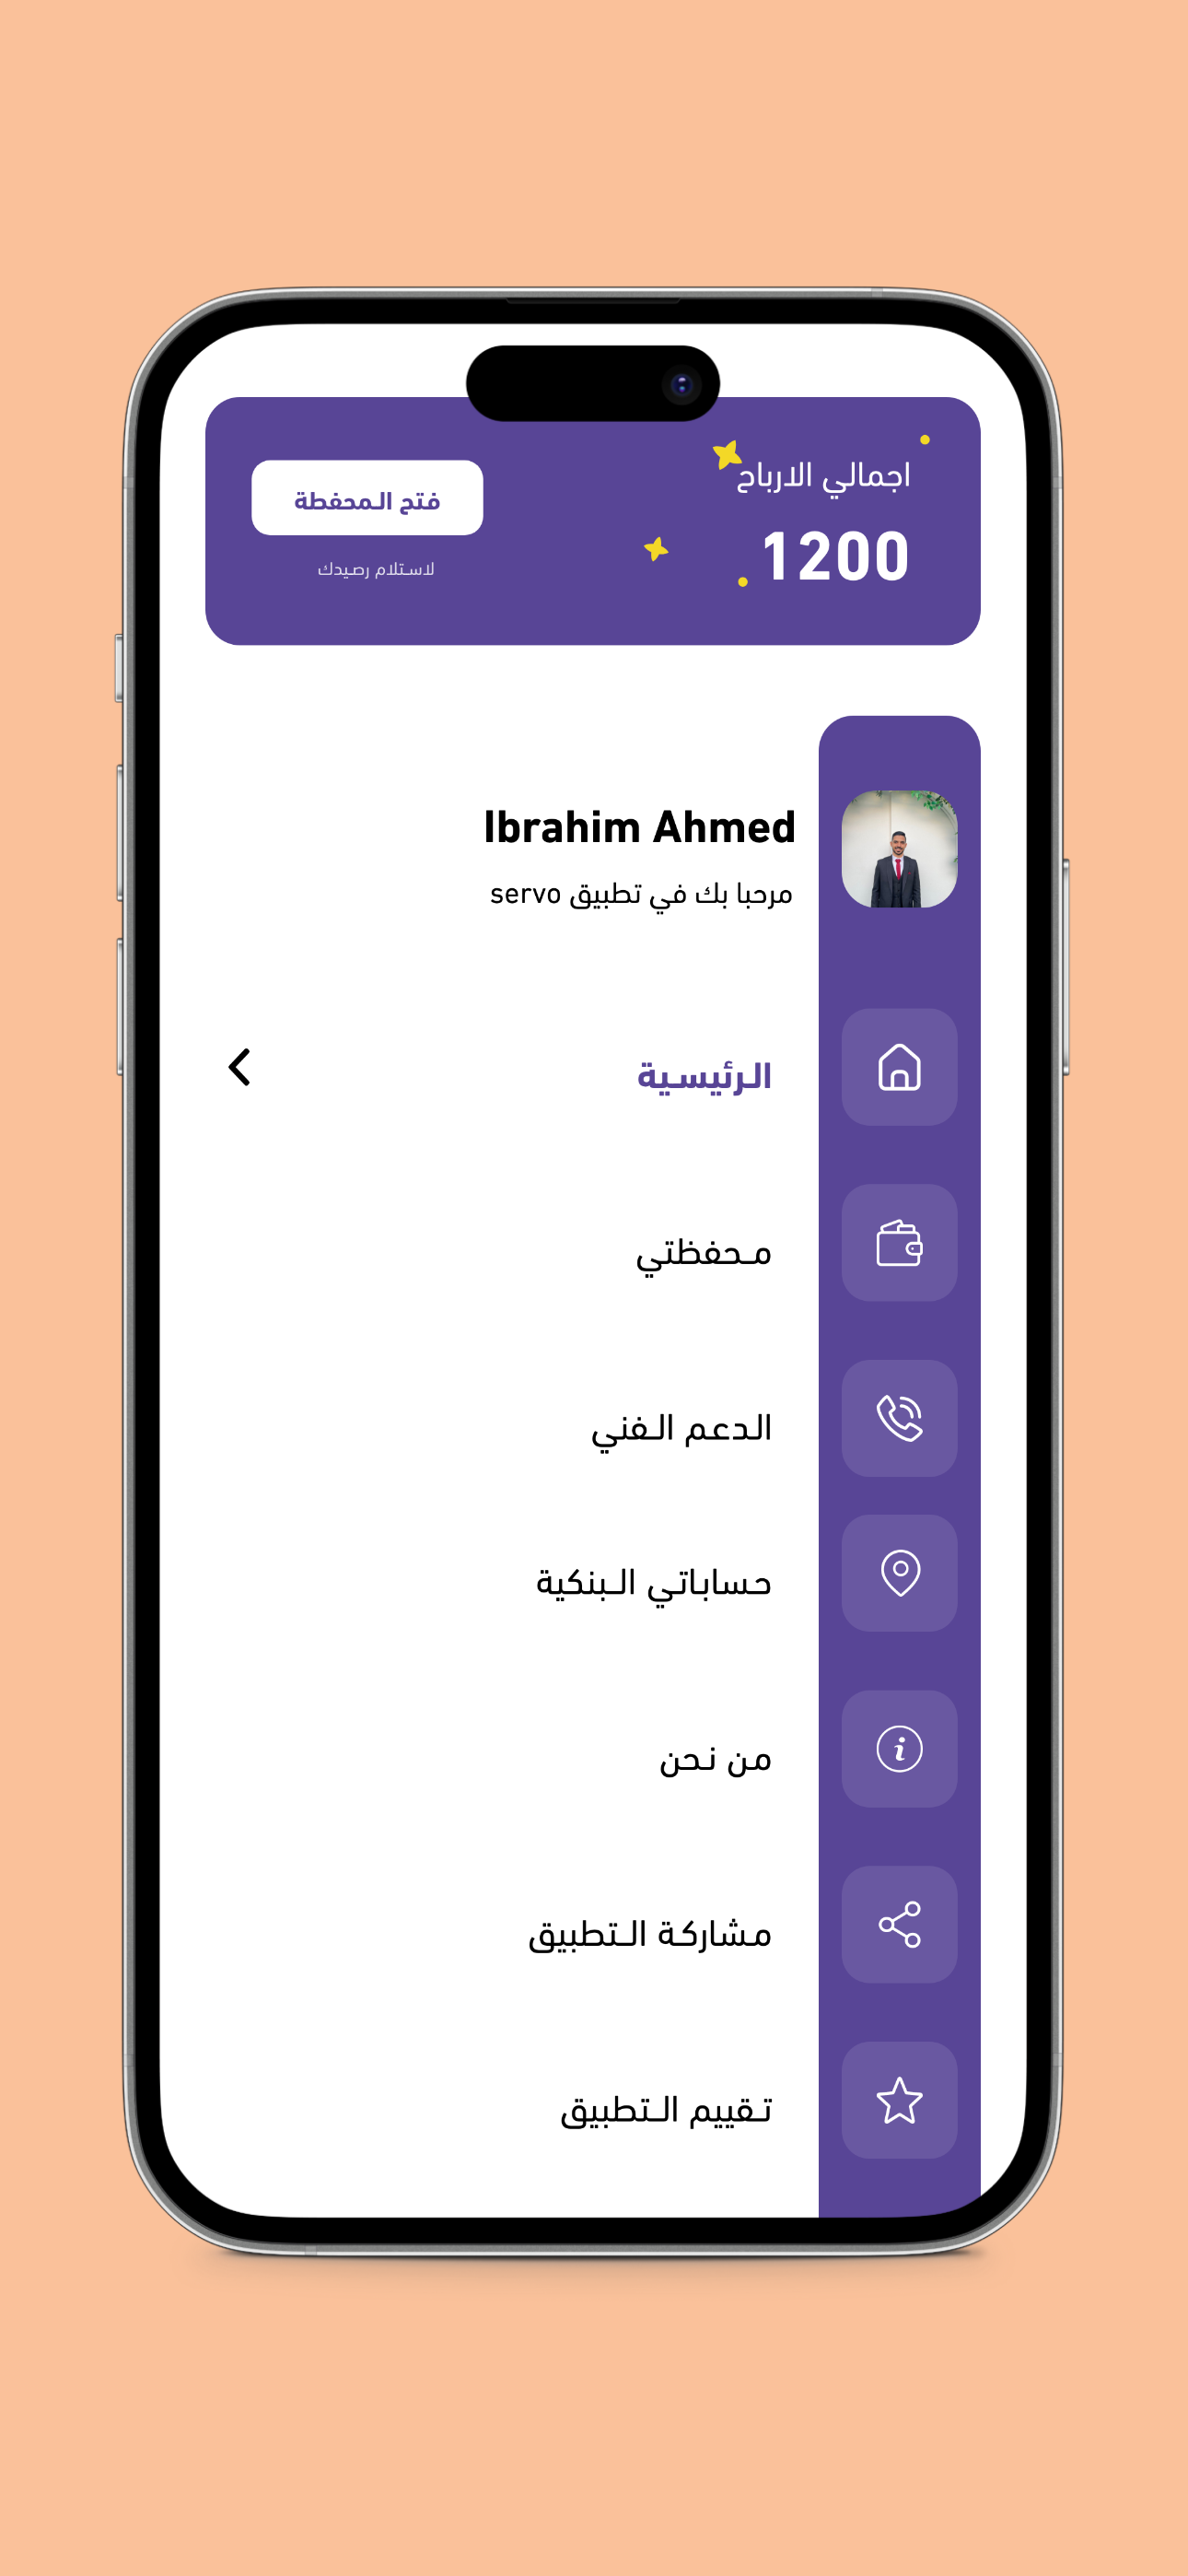 اجمالي الارباح
1200
فتح المحفطة
لاستلام رصيدك
Ibrahim Ahmed
مرحبا بك في تطبيق servo
الرئيسية
محفظتي
الدعم الفني
حساباتي البنكية
من نحن
مشاركة التطبيق
تقييم التطبيق